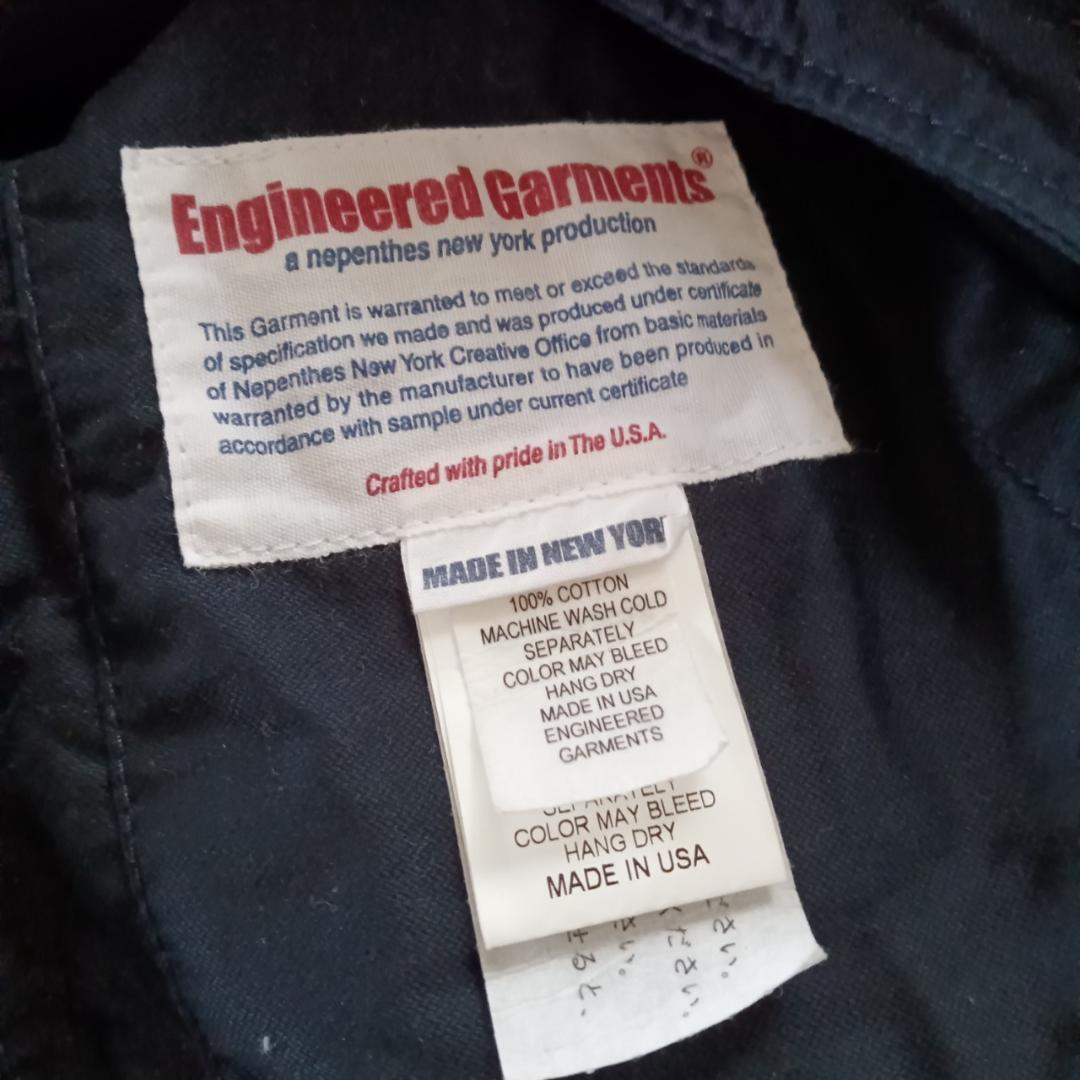 Engineered Garments®
a nepenthes new york production
This Garment is warranted to meet or exceed the standards
of specification we made and was produced under certificate
of Nepenthes New York Creative Office from basic materials
warranted by the manufacturer to have been produced in
accordance with sample under current certificate
Crafted with pride in The U.S.A.
MADE IN NEW YOR
100% COTTON
MACHINE WASH COLD
SEPARATELY
COLOR MAY BLEED
HANG DRY
MADE IN USA
ENGINEERED
GARMENTS
SEPARATELY
COLOR MAY BLEED
HANG DRY
MADE IN USA